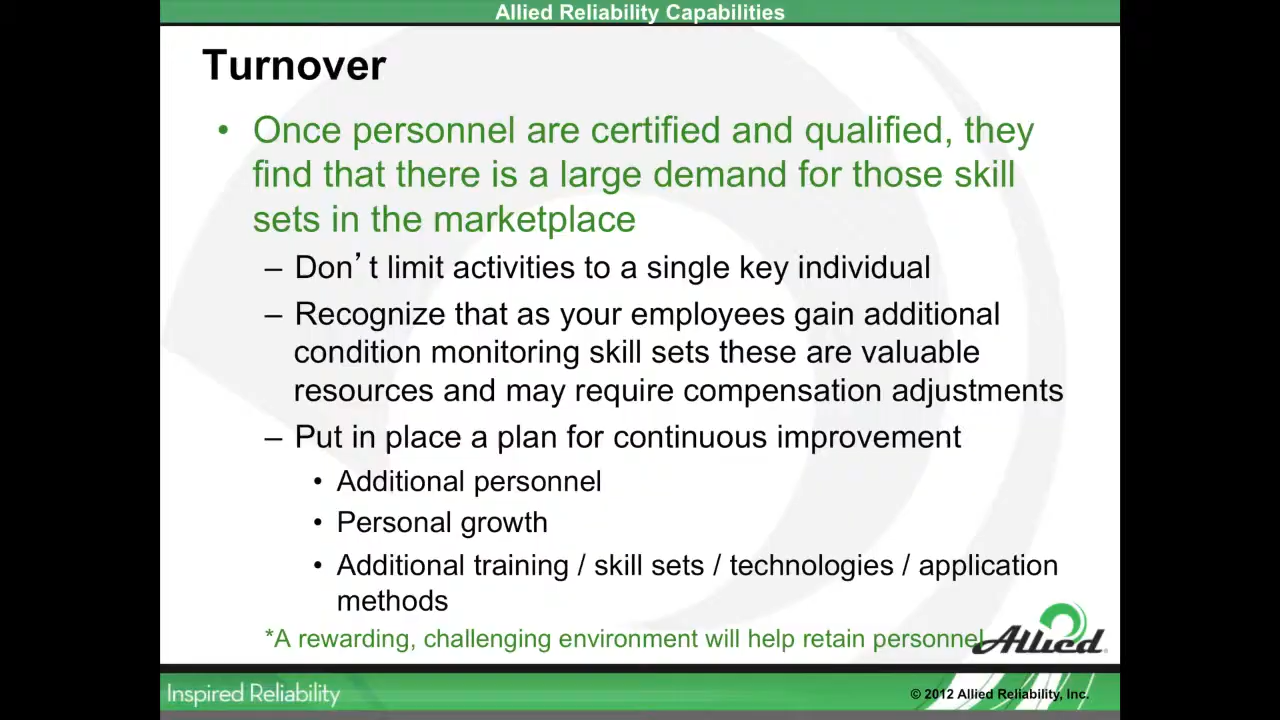 Allied Reliability Capabilities
Turnover
• Once personnel are certified and qualified, they
find that there is a large demand for those skill
sets in the marketplace
– Don’t limit activities to a single key individual
– Recognize that as your employees gain additional
condition monitoring skill sets these are valuable
resources and may require compensation adjustments
– Put in place a plan for continuous improvement
• Additional personnel
• Personal growth
• Additional training / skill sets / technologies / application
methods
*A rewarding, challenging environment will help retain personnel
Allied
Inspired Reliability
© 2012 Allied Reliability, Inc.